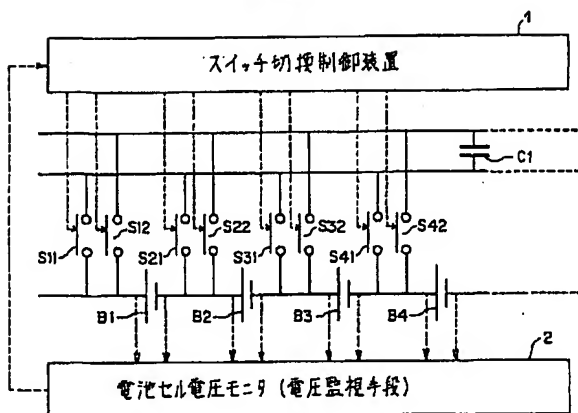 1
スイッチ切換制御装置
C1
S12
S22
S32
S42
S11
S21
S31
S41
B1
B2
B3
B4
2
電池セル電圧モニタ(電圧監視手段)